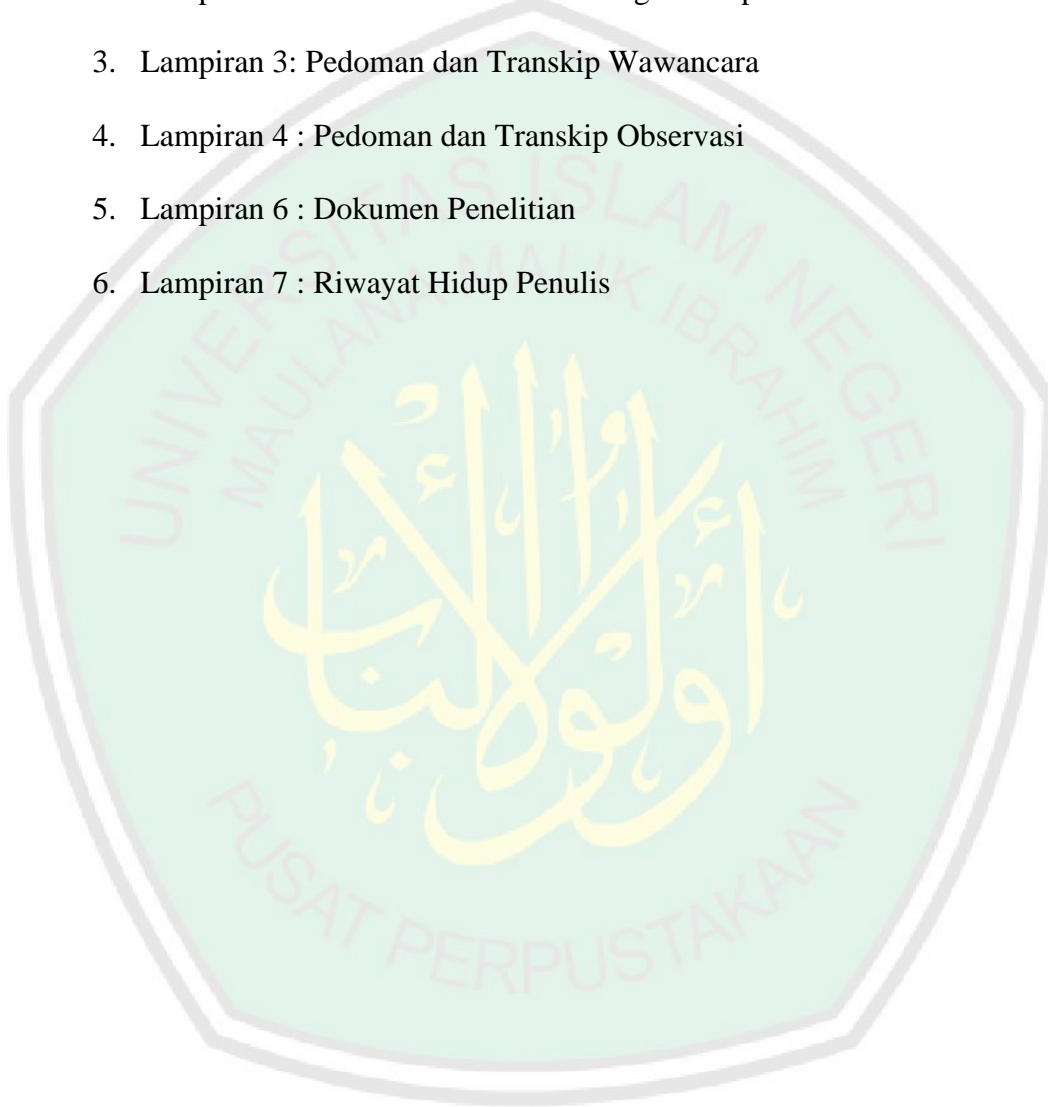 3. Lampiran 3: Pedoman dan Transkip Wawancara
4. Lampiran 4 : Pedoman dan Transkip Observasi
5. Lampiran 6 : Dokumen Penelitian
6. Lampiran 7 : Riwayat Hidup Penulis
UNIVERSITAS ISLAM NEGERI
MAULANA MALIK IBRAHIM
أولوا الألباب
PUSAT PERPUSTAKAAN